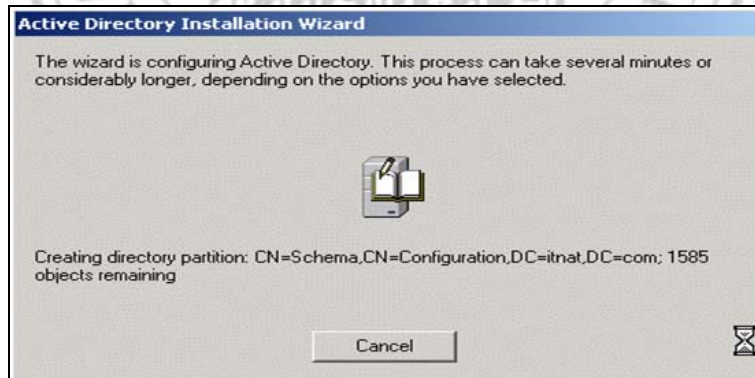 Active Directory Installation Wizard
The wizard is configuring Active Directory. This process can take several minutes or
considerably longer, depending on the options you have selected.
Creating directory partition: CN=Schema,CN=Configuration,DC=itnat,DC=com; 1585
objects remaining
Cancel